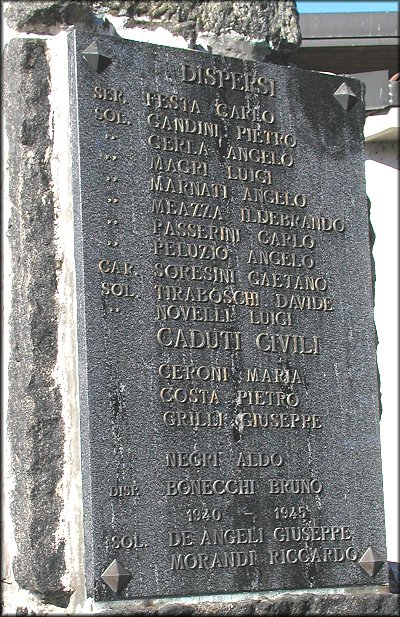 DISPERSI
SER. FESTA CARLO
SOL. GANDINI PIETRO
" GERLA ANGELO
" MAGRI LUIGI
" MARNATI ANGELO
" MEAZZA ILDEBRANDO
" PASSERINI CARLO
" PELUZIO ANGELO
CAR. SORESINI GAETANO
SOL. TIRABOSCHI DAVIDE
" NOVELLI LUIGI
CADUTI CIVILI
CERONI MARIA
COSTA PIETRO
GRILLI GIUSEPPE
NEGRI ALDO
DISP. BONECCHI BRUNO
1940 - 1945
SOL. DE ANGELI GIUSEPPE
MORANDI RICCARDO